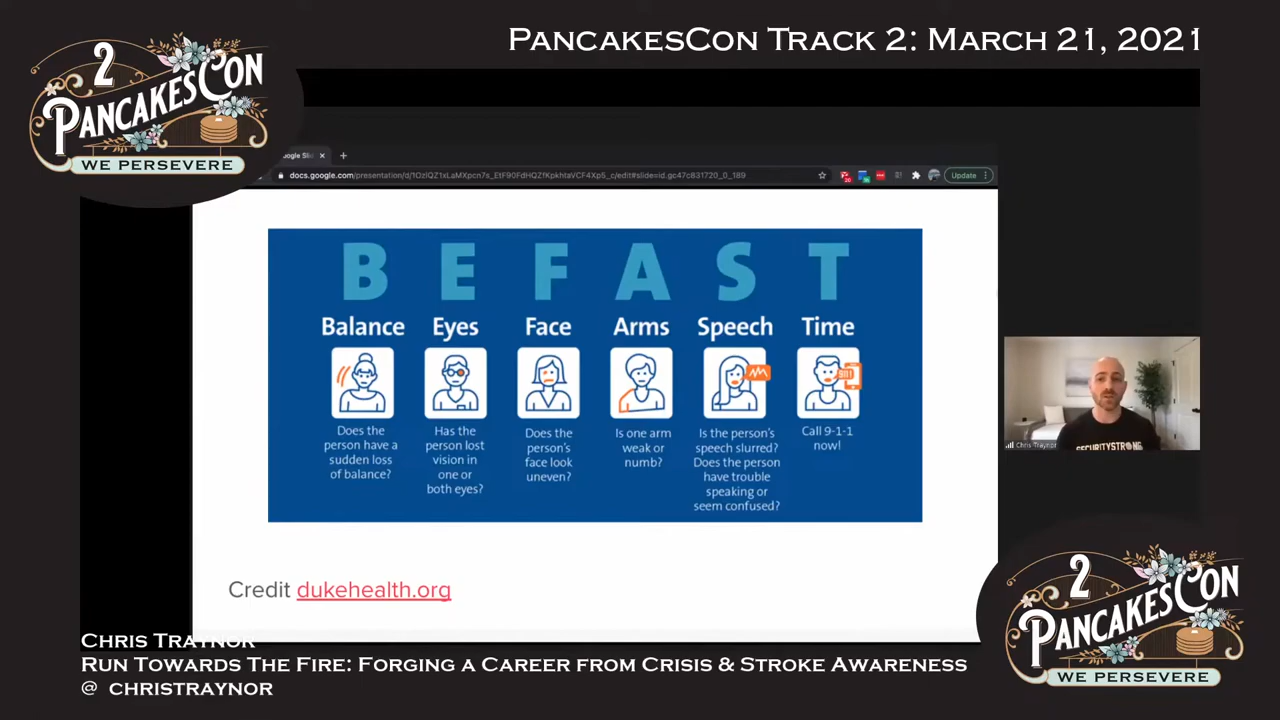 PancakesCon Track 2: March 21, 2021
2
PancakesCon
WE PERSEVERE
docs.google.com/presentation/d/1OzlQZ1xLaMXpcn7s_EtF90FdHQZfKpkhtaVCF4Xp5_c/edit#slide=id.gc47c831720_0_189
Update
B E F A S T
Balance Eyes Face Arms Speech Time
911
Does the
person have a
sudden loss
of balance?
Has the
person lost
vision in
one or
both eyes?
Does the
person's
face look
uneven?
Is one arm
weak or
numb?
Is the person's
speech slurred?
Does the person
have trouble
speaking or
seem confused?
Call 9-1-1
now!
Chris Traynor
SECURITYSTRONG
Credit dukehealth.org
Chris Traynor
Run Towards The Fire: Forging a Career from Crisis & Stroke Awareness
@ christraynor
2
PancakesCon
WE PERSEVERE